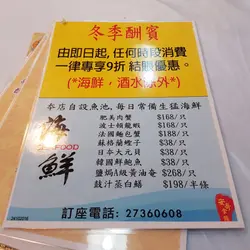 冬季酬賓
由即日起,任何時段消費
一律專享9折 結賬優惠。
(*海鮮,酒水除外*)
本店自設魚池,每日常備生猛海鮮
海鮮
SEAFOOD
肥美肉蟹 $168/只
波士頓龍蝦 $168/只
法國麵包蟹 $188/只
蘇格蘭蟶子 $38/只
日本大元貝 $38/只
韓國鮮鮑魚 $38/只
鹽焗A級黃油奄 $268/只
豉汁蒸白鱔 $198/半條
訂座電話: 27360608